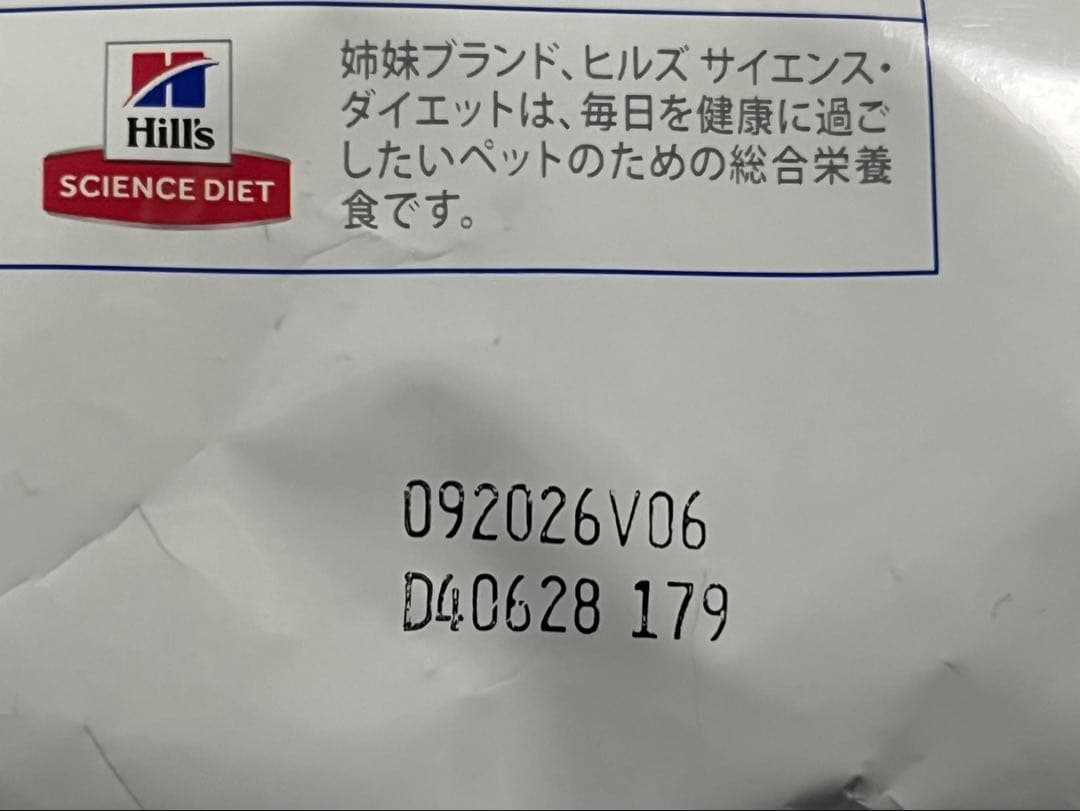 Hill's
SCIENCE DIET
姉妹ブランド、ヒルズ サイエンス・
ダイエットは、毎日を健康に過ご
したいペットのための総合栄養
食です。
092026V06
D40628 179